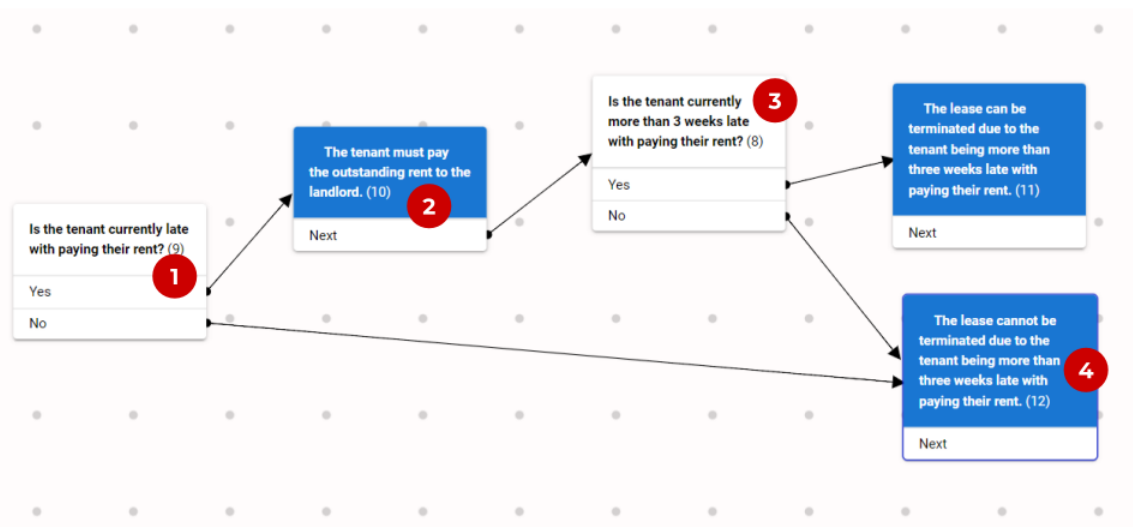 Is the tenant currently late
with paying their rent? (9)
1
Yes
No
The tenant must pay
the outstanding rent to the
landlord. (10)
2
Next
Is the tenant currently
more than 3 weeks late
with paying their rent? (8)
3
Yes
No
The lease can be
terminated due to the
tenant being more than
three weeks late with
paying their rent. (11)
Next
The lease cannot be
terminated due to the
tenant being more than
three weeks late with
paying their rent. (12)
4
Next